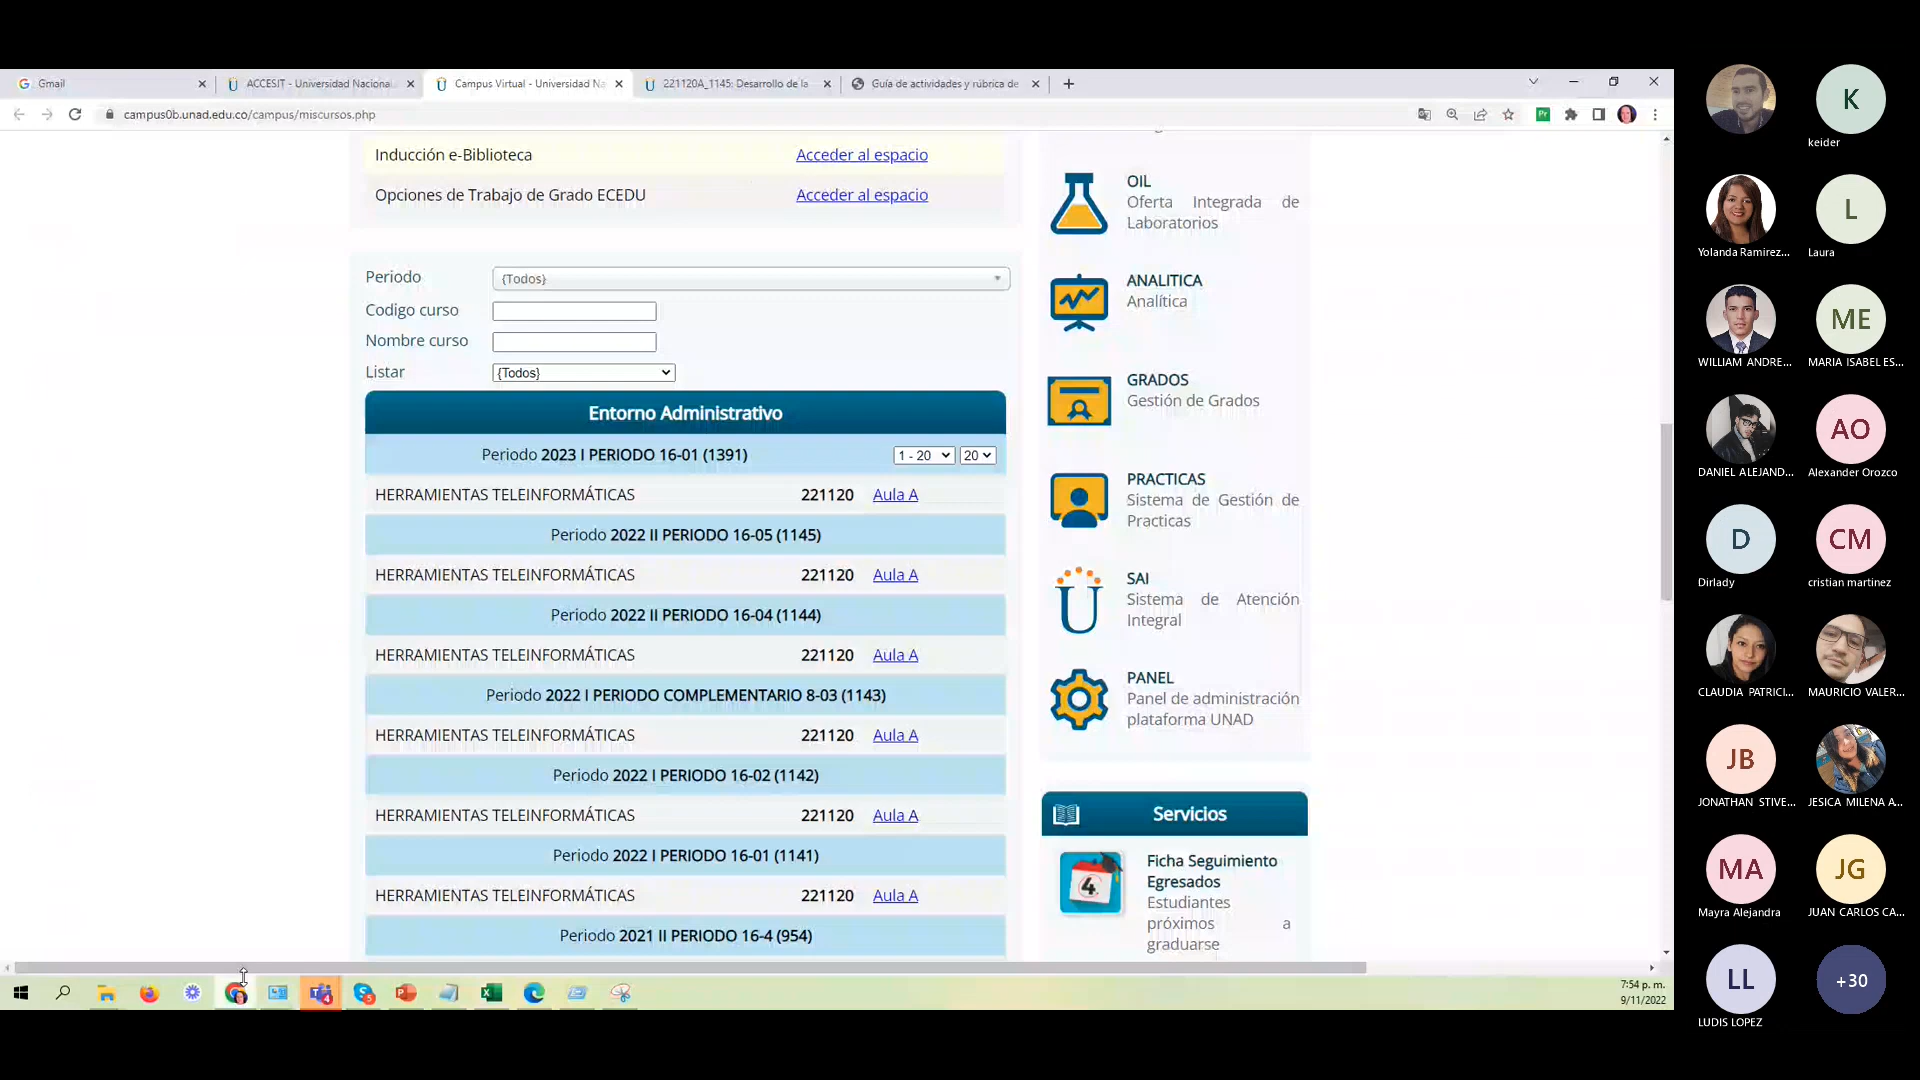 Gmail
ACCESIT - Universidad Nacional
Campus Virtual - Universidad Na
221120A_1145: Desarrollo de la
Guía de actividades y rúbrica de
campus0b.unad.edu.co/campus/miscursos.php
Inducción e-Biblioteca Acceder al espacio
Opciones de Trabajo de Grado ECEDU Acceder al espacio
Periodo {Todos}
Codigo curso
Nombre curso
Listar {Todos}
Entorno Administrativo
Periodo 2023 I PERIODO 16-01 (1391) 1 - 20 20
HERRAMIENTAS TELEINFORMÁTICAS 221120 Aula A
Periodo 2022 II PERIODO 16-05 (1145)
HERRAMIENTAS TELEINFORMÁTICAS 221120 Aula A
Periodo 2022 II PERIODO 16-04 (1144)
HERRAMIENTAS TELEINFORMÁTICAS 221120 Aula A
Periodo 2022 I PERIODO COMPLEMENTARIO 8-03 (1143)
HERRAMIENTAS TELEINFORMÁTICAS 221120 Aula A
Periodo 2022 I PERIODO 16-02 (1142)
HERRAMIENTAS TELEINFORMÁTICAS 221120 Aula A
Periodo 2022 I PERIODO 16-01 (1141)
HERRAMIENTAS TELEINFORMÁTICAS 221120 Aula A
Periodo 2021 II PERIODO 16-4 (954)
OIL
Oferta Integrada de
Laboratorios
ANALITICA
Analítica
GRADOS
Gestión de Grados
PRACTICAS
Sistema de Gestión de
Practicas
SAI
Sistema de Atención
Integral
PANEL
Panel de administración
plataforma UNAD
Servicios
4
Ficha Seguimiento
Egresados
Estudiantes
próximos a
graduarse
7:54 p. m.
9/11/2022
K
keider
Yolanda Ramirez...
L
Laura
WILLIAM ANDRE...
ME
MARIA ISABEL ES...
DANIEL ALEJAND...
AO
Alexander Orozco
D
Dirlady
CM
cristian martinez
CLAUDIA PATRICI...
MAURICIO VALER...
JB
JONATHAN STIVE...
JESICA MILENA A...
MA
Mayra Alejandra
JG
JUAN CARLOS CA...
LL
LUDIS LOPEZ
+30